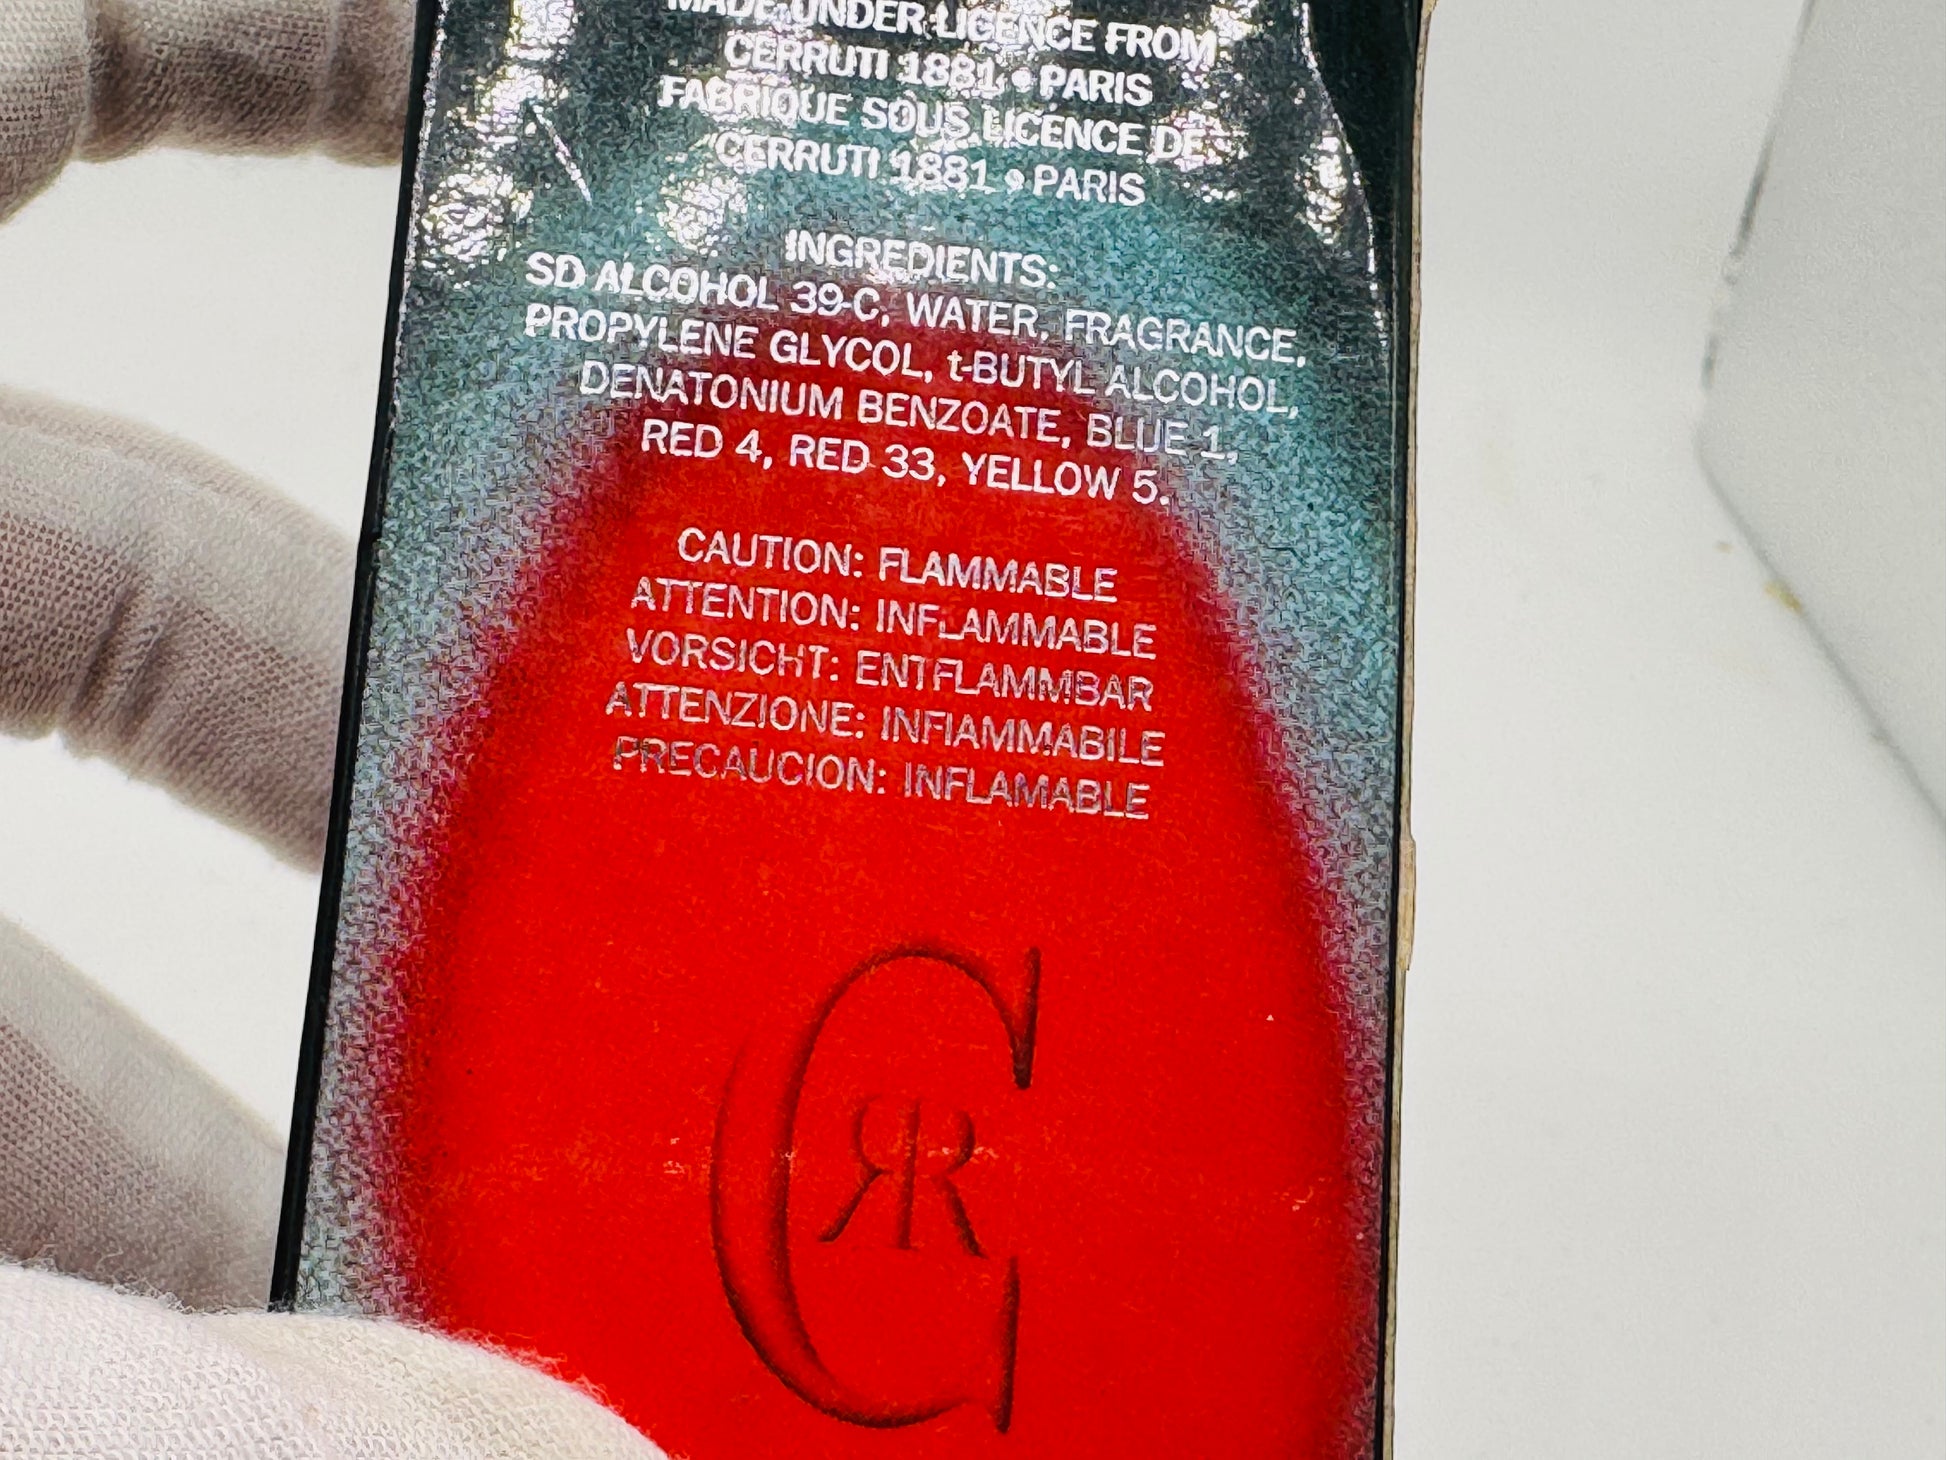 MADE UNDER LICENCE FROM
CERRUTI 1881 • PARIS
FABRIQUE SOUS LICENCE DE
CERRUTI 1881 • PARIS
INGREDIENTS:
SD ALCOHOL 39-C, WATER, FRAGRANCE,
PROPYLENE GLYCOL, t-BUTYL ALCOHOL,
DENATONIUM BENZOATE, BLUE 1,
RED 4, RED 33, YELLOW 5.
CAUTION: FLAMMABLE
ATTENTION: INFLAMMABLE
VORSICHT: ENTFLAMMBAR
ATTENZIONE: INFIAMMABILE
PRECAUCION: INFLAMABLE